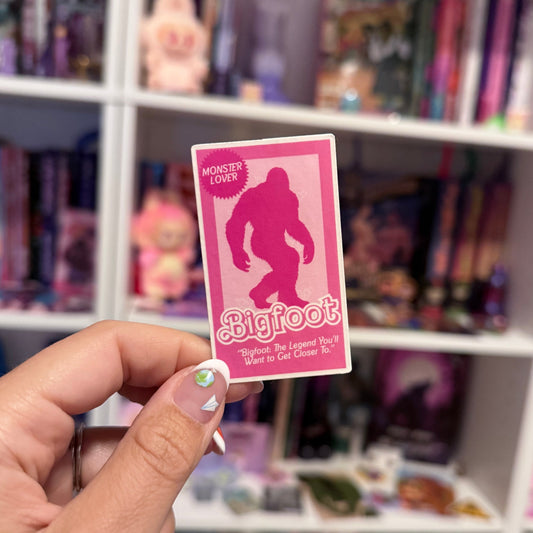 MONSTER
LOVER
Bigfoot
"Bigfoot: The Legend You'll
Want to Get Closer To."